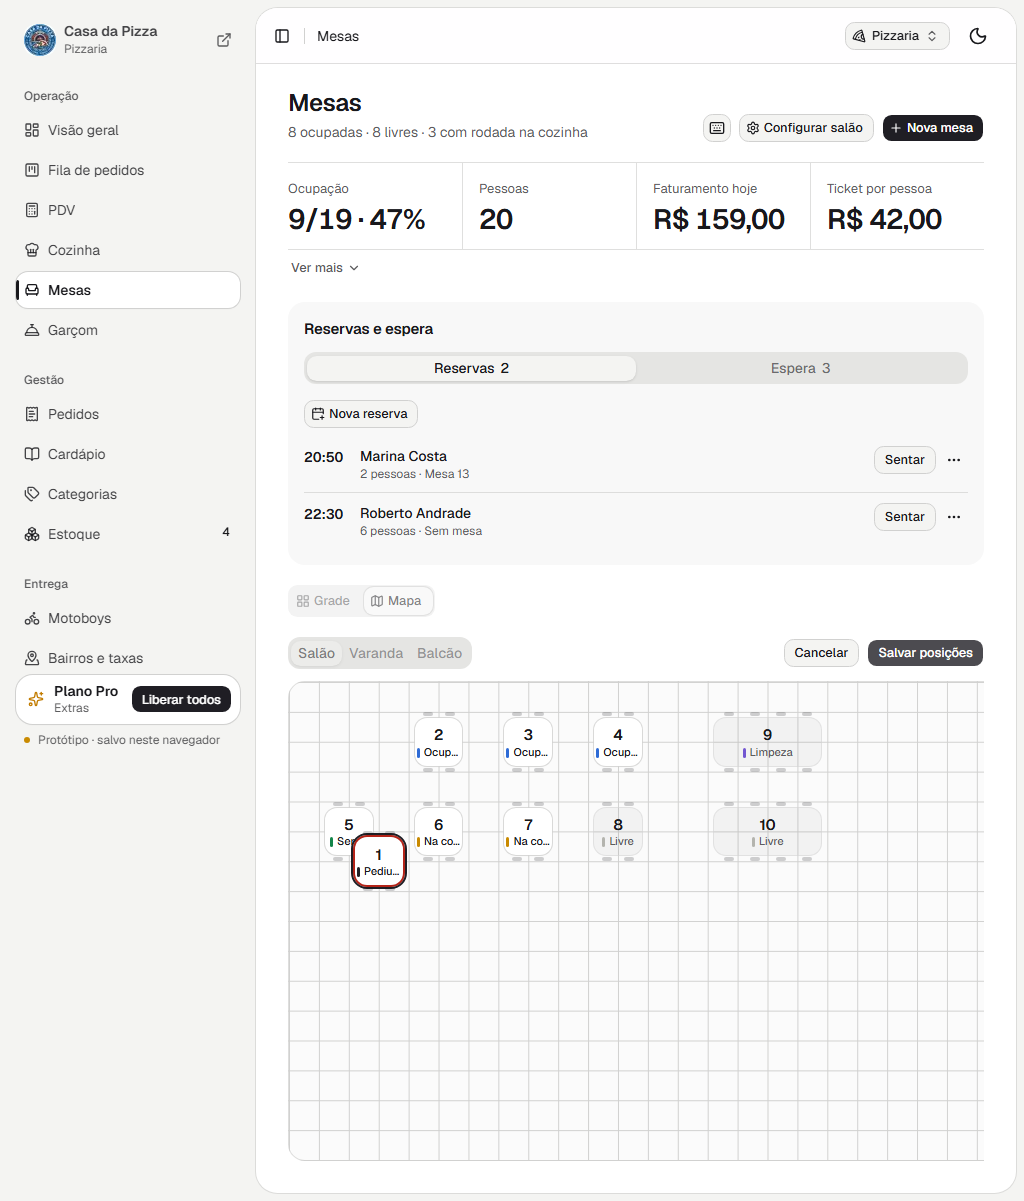 Casa da Pizza
Pizzaria
Operação
Visão geral
Fila de pedidos
PDV
Cozinha
Mesas
Garçom
Gestão
Pedidos
Cardápio
Categorias
Estoque 4
Entrega
Motoboys
Bairros e taxas
Plano Pro
Extras
Liberar todos
Protótipo · salvo neste navegador
Mesas
Pizzaria
Mesas
8 ocupadas · 8 livres · 3 com rodada na cozinha
Configurar salão
Nova mesa
Ocupação
9/19 · 47%
Pessoas
20
Faturamento hoje
R$ 159,00
Ticket por pessoa
R$ 42,00
Ver mais
Reservas e espera
Reservas 2
Espera 3
Nova reserva
20:50 Marina Costa
2 pessoas · Mesa 13
Sentar
22:30 Roberto Andrade
6 pessoas · Sem mesa
Sentar
Grade
Mapa
Salão Varanda Balcão
Cancelar
Salvar posições
2
Ocup...
3
Ocup...
4
Ocup...
9
Limpeza
5
1
Pediu...
6
Na co...
7
Na co...
8
Livre
10
Livre